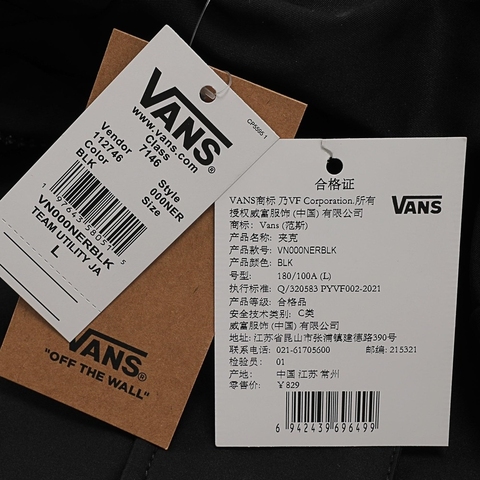 VANS
www.vans.com
CP5595.1
Vendor Class
112746 7146
Color Style
BLK 000NER
Size
VN000NERBLK
TEAM UTILITY JA
L
VANS
"OFF THE WALL"
合格证
VANS商标 乃VF Corporation.所有
授权威富服饰 (中国) 有限公司
VANS
商标: Vans (范斯)
产品名称: 夹克
产品款号: VN000NERBLK
产品颜色: BLK
号型: 180/100A (L)
执行标准: Q/320583 PYVF002-2021
产品等级: 合格品
安全技术类别: C类
威富服饰 (中国) 有限公司
地址: 江苏省昆山市张浦镇建德路390号
联系电话: 021-61705600 邮编: 215321
检验员: 01
产地: 中国 江苏 常州
零售价: ￥829
6 942439 696499